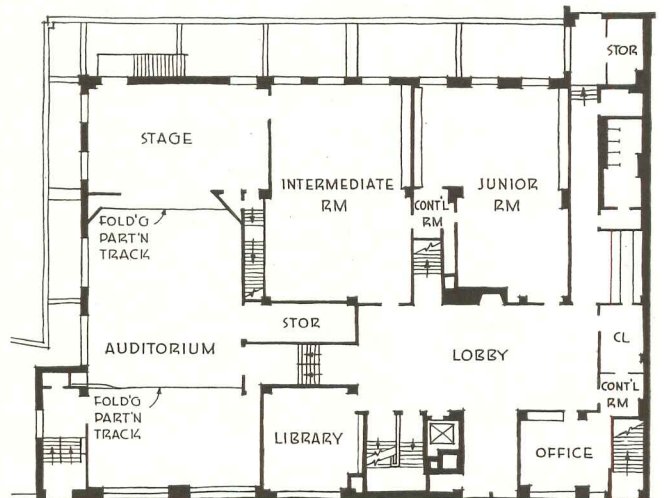 STOR
STAGE
INTERMEDIATE
RM
JUNIOR
RM
CONT'L
RM
FOLD'G
PART'N
TRACK
STOR
AUDITORIUM
LOBBY
CL
CONT'L
RM
FOLD'G
PART'N
TRACK
LIBRARY
OFFICE